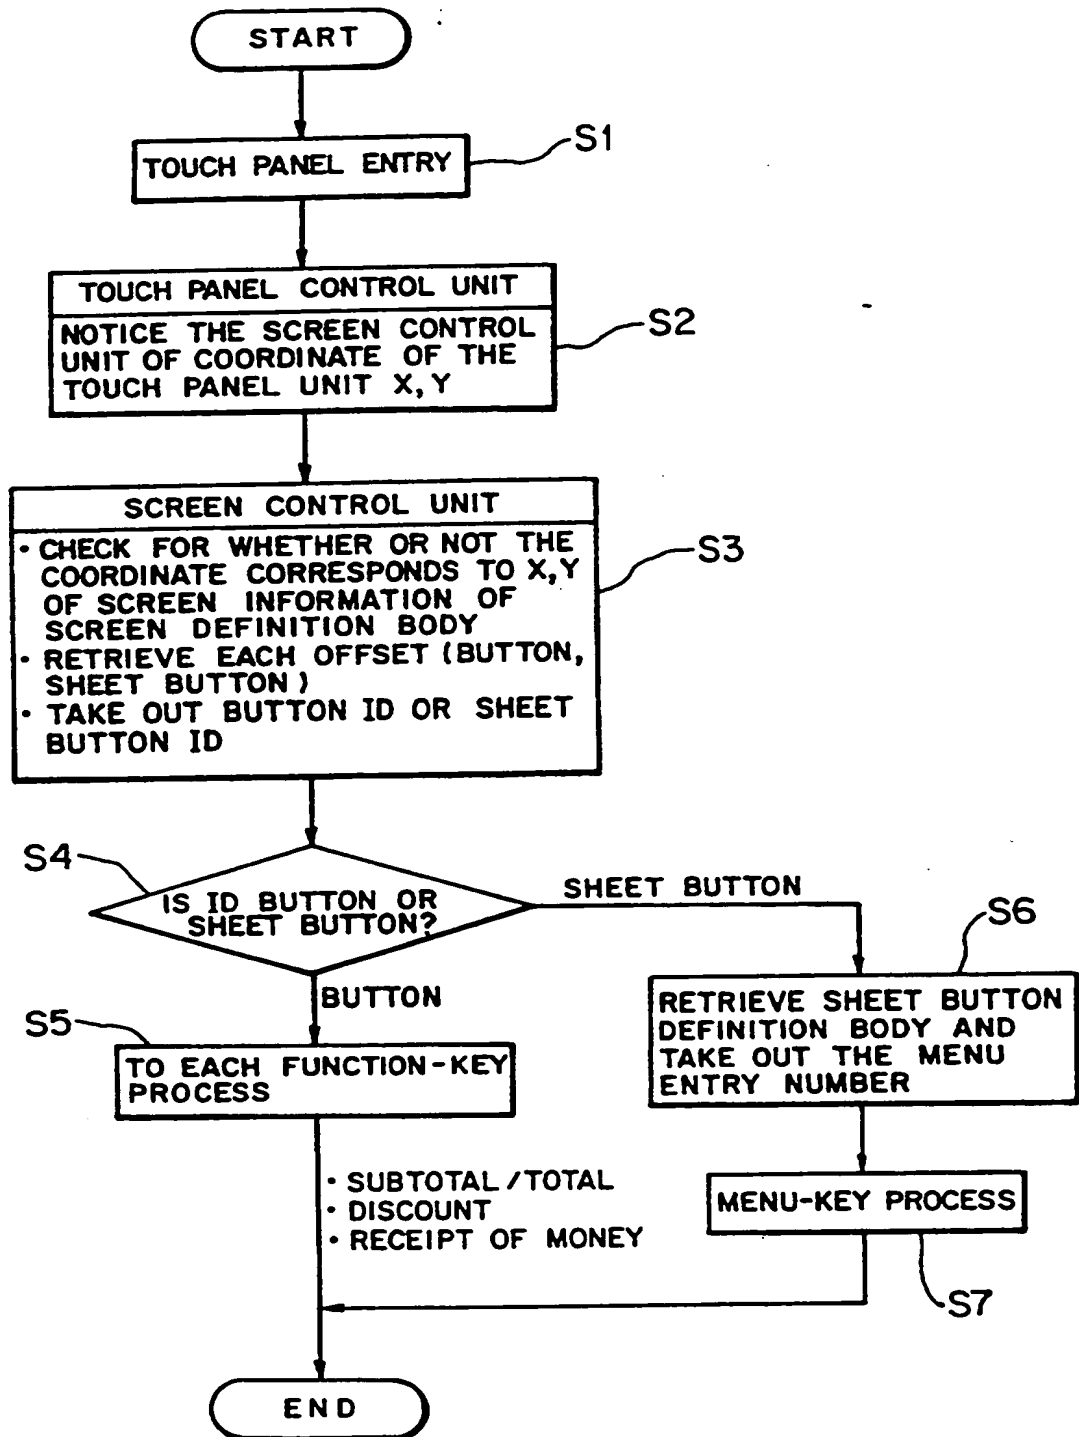 START
TOUCH PANEL ENTRY
S1
TOUCH PANEL CONTROL UNIT
NOTICE THE SCREEN CONTROL
UNIT OF COORDINATE OF THE
TOUCH PANEL UNIT X, Y
S2
SCREEN CONTROL UNIT
• CHECK FOR WHETHER OR NOT THE
COORDINATE CORRESPONDS TO X, Y
OF SCREEN INFORMATION OF
SCREEN DEFINITION BODY
• RETRIEVE EACH OFFSET (BUTTON,
SHEET BUTTON)
• TAKE OUT BUTTON ID OR SHEET
BUTTON ID
S3
S4
IS ID BUTTON OR
SHEET BUTTON?
SHEET BUTTON
BUTTON
S5
TO EACH FUNCTION-KEY
PROCESS
S6
RETRIEVE SHEET BUTTON
DEFINITION BODY AND
TAKE OUT THE MENU
ENTRY NUMBER
• SUBTOTAL / TOTAL
• DISCOUNT
• RECEIPT OF MONEY
MENU-KEY PROCESS
S7
END